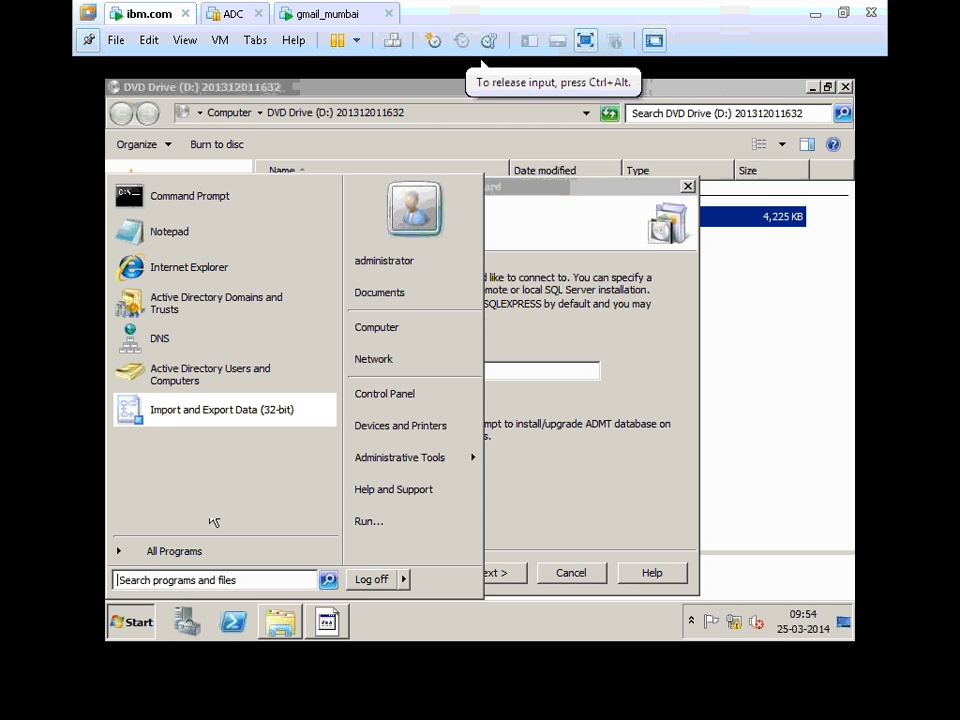 ibm.com
ADC
gmail_mumbai
File Edit View VM Tabs Help
To release input, press Ctrl+Alt.
DVD Drive (D:) 201312011632
Computer DVD Drive (D:) 201312011632
Search DVD Drive (D:) 201312011632
Organize Burn to disc
Name Date modified Type Size
4,225 KB
ard
like to connect to. You can specify a
mote or local SQL Server installation.
SQLEXPRESS by default and you may
mpt to install/upgrade ADMT database on
s.
ext > Cancel Help
C:\
Command Prompt
Notepad
Internet Explorer
Active Directory Domains and
Trusts
DNS
Active Directory Users and
Computers
Import and Export Data (32-bit)
All Programs
Search programs and files
administrator
Documents
Computer
Network
Control Panel
Devices and Printers
Administrative Tools
Help and Support
Run...
Log off
Start
09:54
25-03-2014